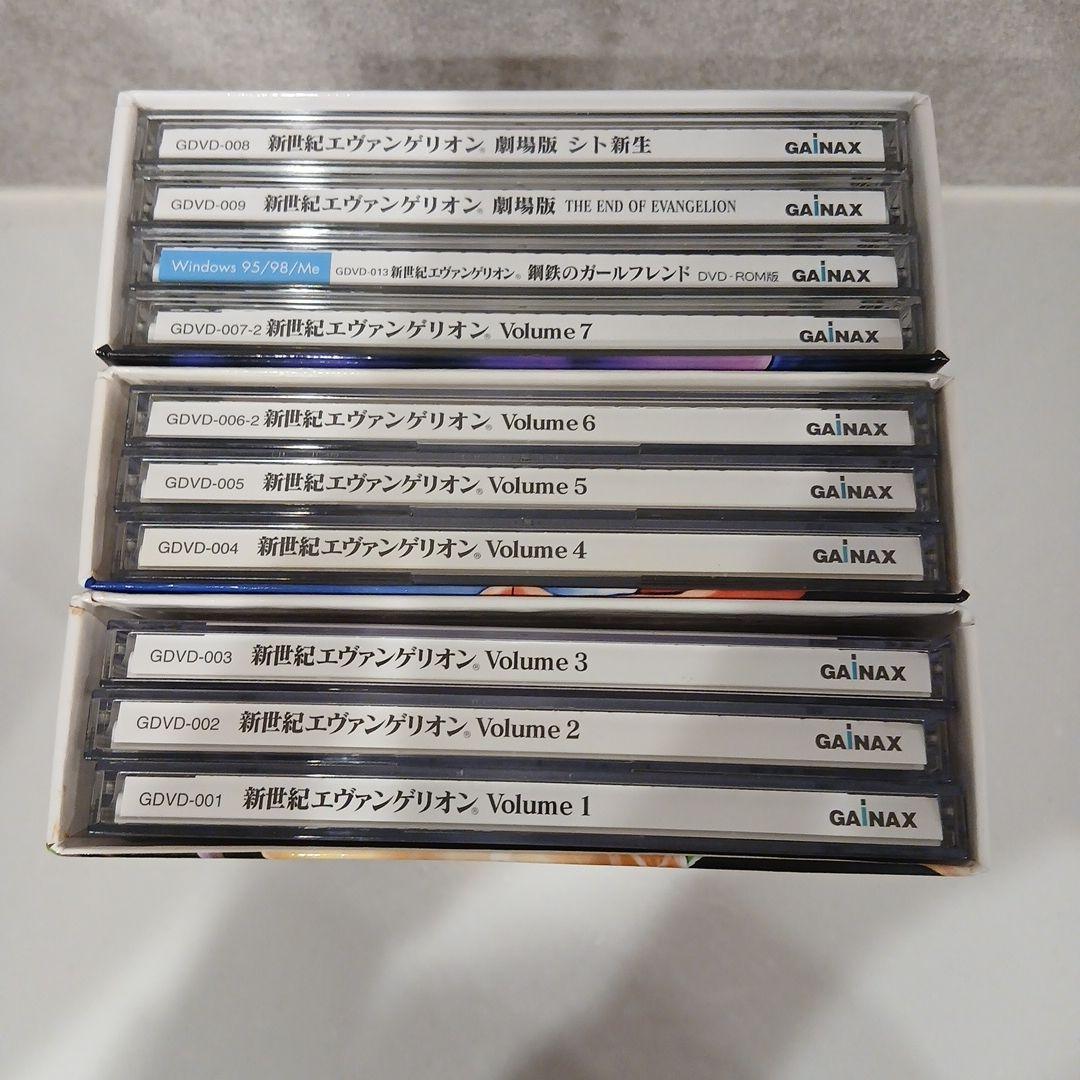 GDVD-008 新世紀エヴァンゲリオン® 劇場版 シト新生 GAiNAX
GDVD-009 新世紀エヴァンゲリオン® 劇場版 THE END OF EVANGELION GAiNAX
Windows 95/98/Me GDVD-013 新世紀エヴァンゲリオン® 鋼鉄のガールフレンド DVD-ROM版 GAiNAX
GDVD-007-2 新世紀エヴァンゲリオン® Volume 7 GAiNAX
GDVD-006-2 新世紀エヴァンゲリオン® Volume 6 GAiNAX
GDVD-005 新世紀エヴァンゲリオン® Volume 5 GAiNAX
GDVD-004 新世紀エヴァンゲリオン® Volume 4 GAiNAX
GDVD-003 新世紀エヴァンゲリオン® Volume 3 GAiNAX
GDVD-002 新世紀エヴァンゲリオン® Volume 2 GAiNAX
GDVD-001 新世紀エヴァンゲリオン® Volume 1 GAiNAX